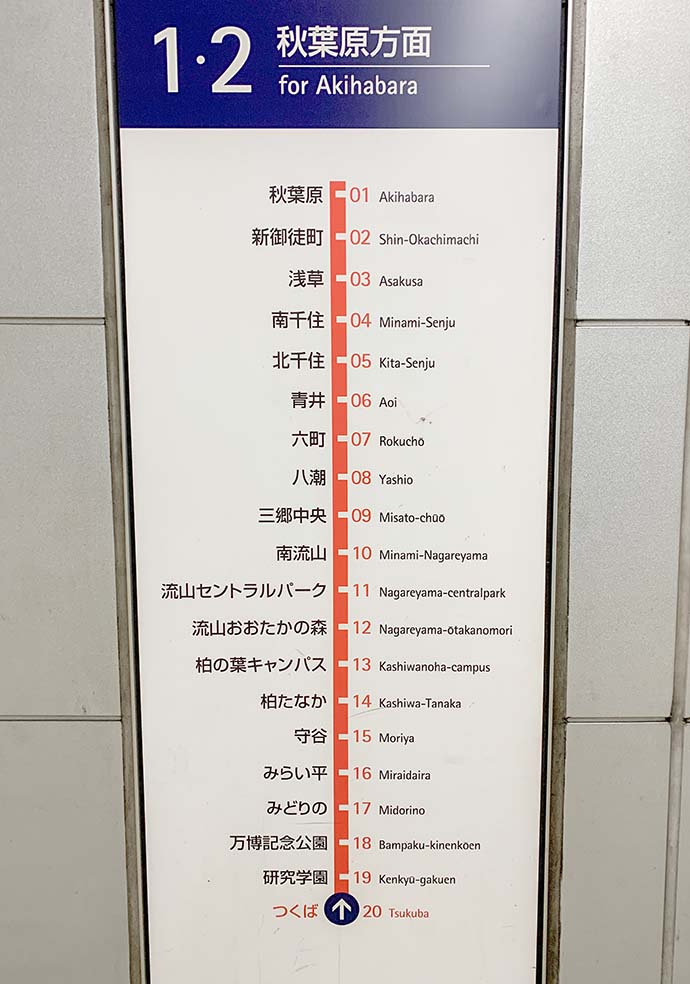 1・2 秋葉原方面
for Akihabara
秋葉原 01 Akihabara
新御徒町 02 Shin-Okachimachi
浅草 03 Asakusa
南千住 04 Minami-Senju
北千住 05 Kita-Senju
青井 06 Aoi
六町 07 Rokuchō
八潮 08 Yashio
三郷中央 09 Misato-chūō
南流山 10 Minami-Nagareyama
流山セントラルパーク 11 Nagareyama-centralpark
流山おおたかの森 12 Nagareyama-ōtakanomori
柏の葉キャンパス 13 Kashiwanoha-campus
柏たなか 14 Kashiwa-Tanaka
守谷 15 Moriya
みらい平 16 Miraidaira
みどりの 17 Midorino
万博記念公園 18 Bampaku-kinenkōen
研究学園 19 Kenkyū-gakuen
つくば 20 Tsukuba